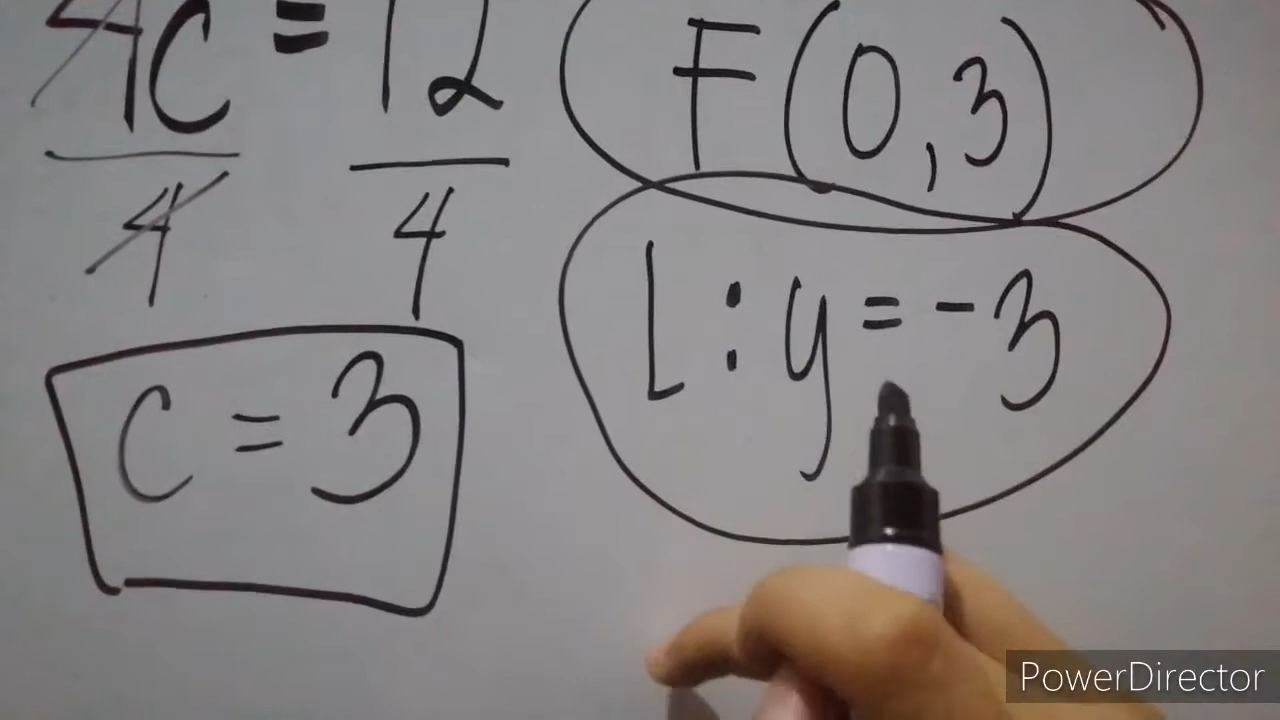 4c = 12
4 4
c = 3
F(0,3)
L : y = -3
PowerDirector